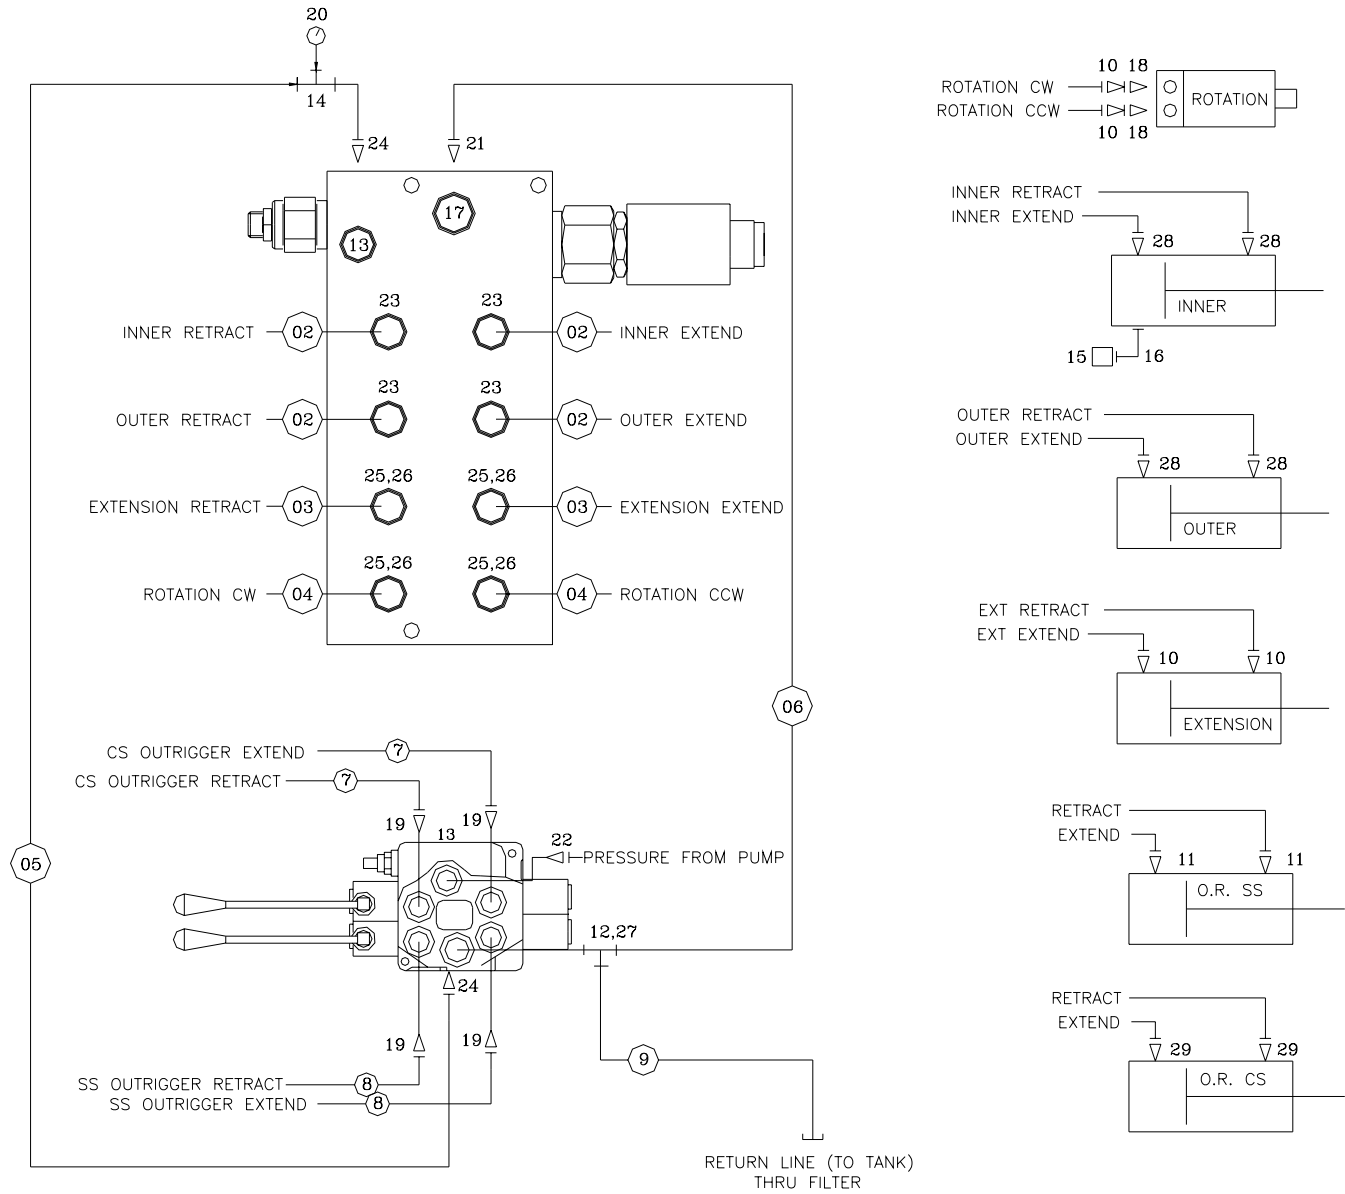 20
14
24
21
17
13
23
23
INNER RETRACT 02
02 INNER EXTEND
23
23
OUTER RETRACT 02
02 OUTER EXTEND
25,26
25,26
EXTENSION RETRACT 03
03 EXTENSION EXTEND
25,26
25,26
ROTATION CW 04
04 ROTATION CCW
06
05
CS OUTRIGGER EXTEND 7
CS OUTRIGGER RETRACT 7
19
19
13
22
PRESSURE FROM PUMP
12,27
24
19
19
9
SS OUTRIGGER RETRACT 8
SS OUTRIGGER EXTEND 8
RETURN LINE (TO TANK)
THRU FILTER
10 18
ROTATION CW
ROTATION CCW
ROTATION
10 18
INNER RETRACT
INNER EXTEND
28
28
INNER
15
16
OUTER RETRACT
OUTER EXTEND
28
28
OUTER
EXT RETRACT
EXT EXTEND
10
10
EXTENSION
RETRACT
EXTEND
11
11
O.R. SS
RETRACT
EXTEND
29
29
O.R. CS